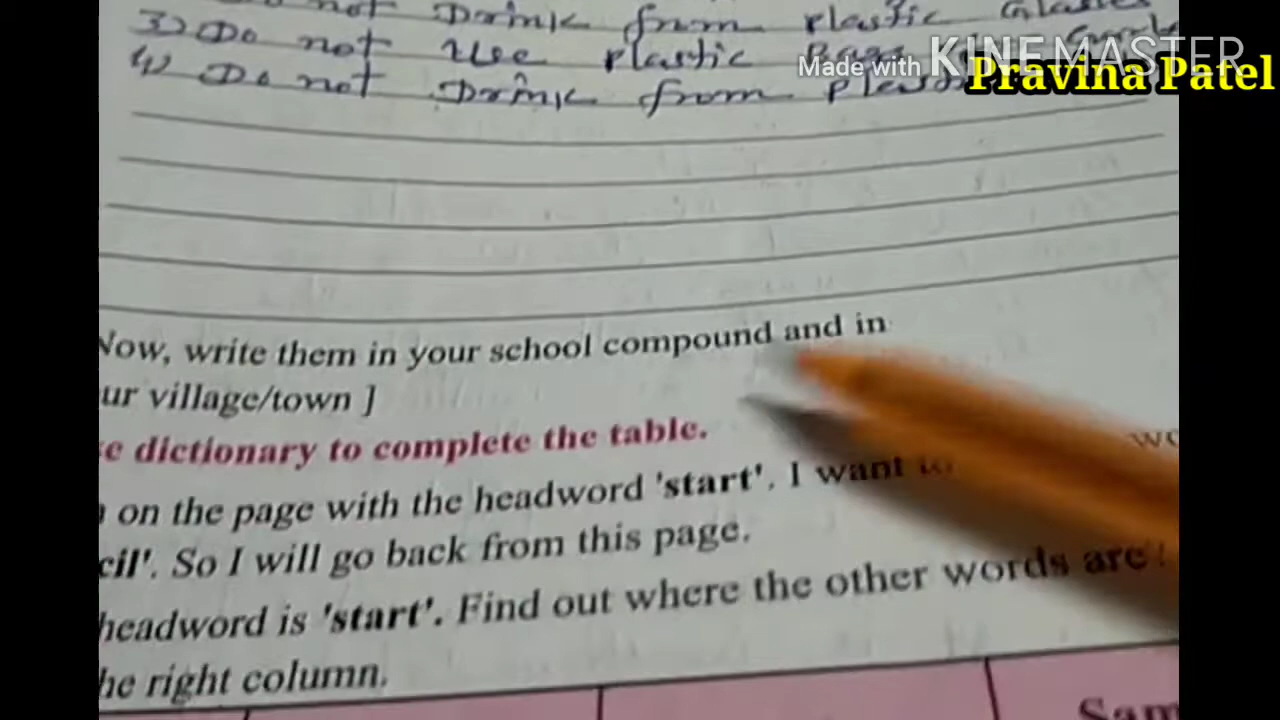 not Drink from plastic Glasses
3) Do not Use plastic Bags
4) Do not Drink from
Made with KINEMASTER
Pravina Patel
Now, write them in your school compound and in
ur village/town ]
e dictionary to complete the table.
on the page with the headword 'start'. I want to
cil'. So I will go back from this page.
headword is 'start'. Find out where the other words are
he right column.
Sam